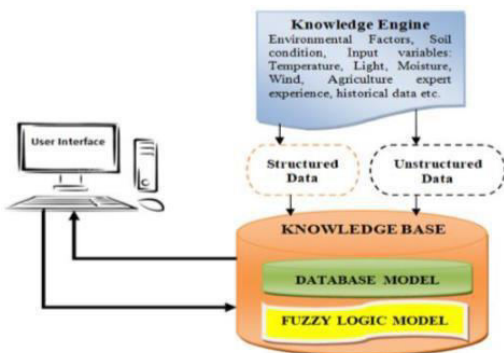 Knowledge Engine
Environmental Factors, Soil
condition, Input variables:
Temperature, Light, Moisture,
Wind, Agriculture expert
experience, historical data etc.
User Interface
Structured
Data
Unstructured
Data
KNOWLEDGE BASE
DATABASE MODEL
FUZZY LOGIC MODEL